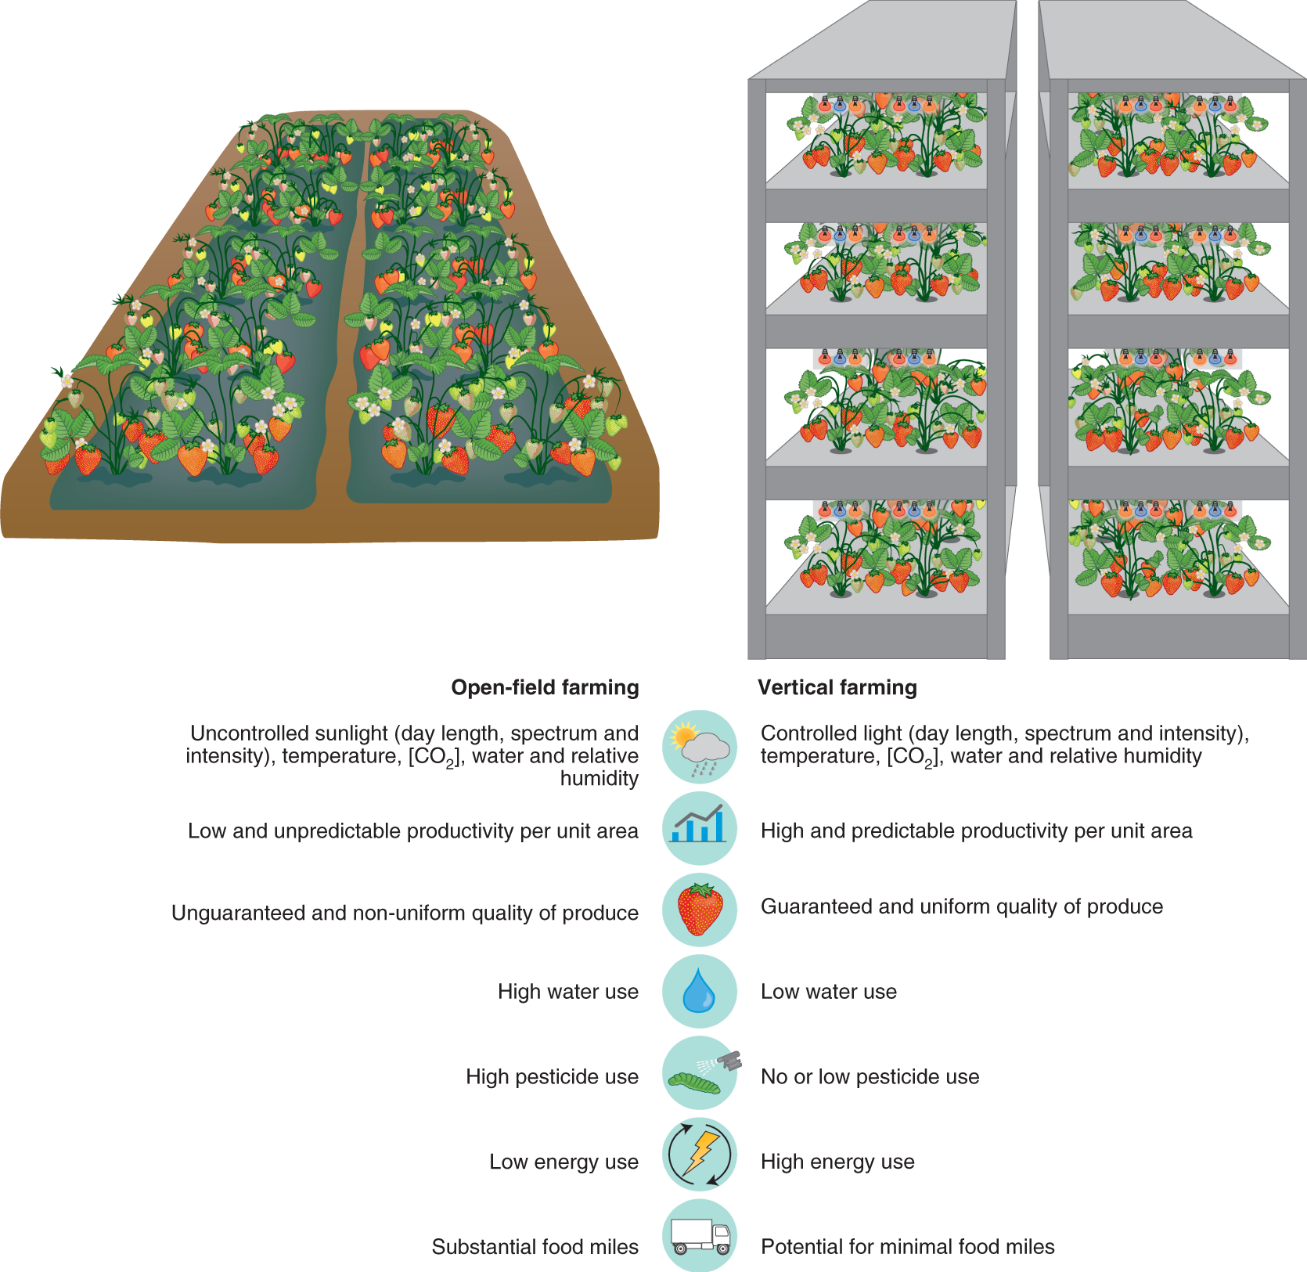 Open-field farming
Vertical farming
Uncontrolled sunlight (day length, spectrum and
intensity), temperature, [CO₂], water and relative
humidity
Controlled light (day length, spectrum and intensity),
temperature, [CO₂], water and relative humidity
Low and unpredictable productivity per unit area
High and predictable productivity per unit area
Unguaranteed and non-uniform quality of produce
Guaranteed and uniform quality of produce
High water use
Low water use
High pesticide use
No or low pesticide use
Low energy use
High energy use
Substantial food miles
Potential for minimal food miles